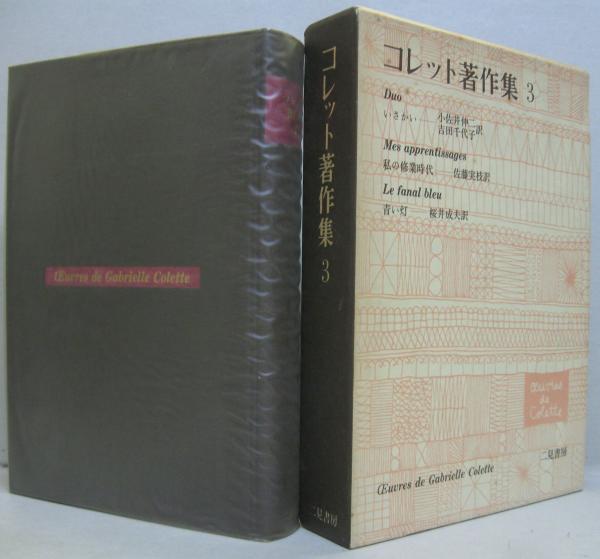 Œuvres de Gabrielle Colette
コレット著作集 3
二見書房
コレット著作集 3
Duo
いさかい 小佐井伸二訳
吉田千代子
Mes apprentissages
私の修業時代 佐藤実枝訳
Le fanal bleu
青い灯 桜井成夫訳
œuvres
de
Colette
二見書房
Œuvres de Gabrielle Colette